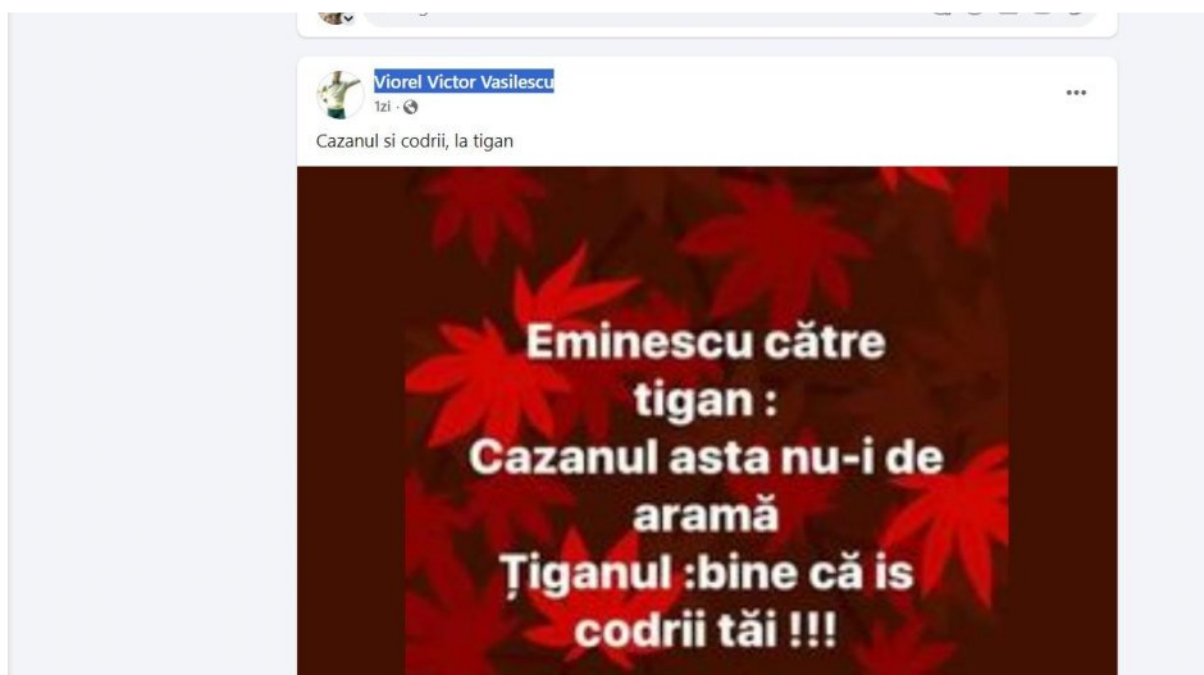 Viorel Victor Vasilescu
1zi ·
Cazanul si codrii, la tigan
Eminescu către
tigan :
Cazanul asta nu-i de
aramă
Țiganul :bine că is
codrii tăi !!!